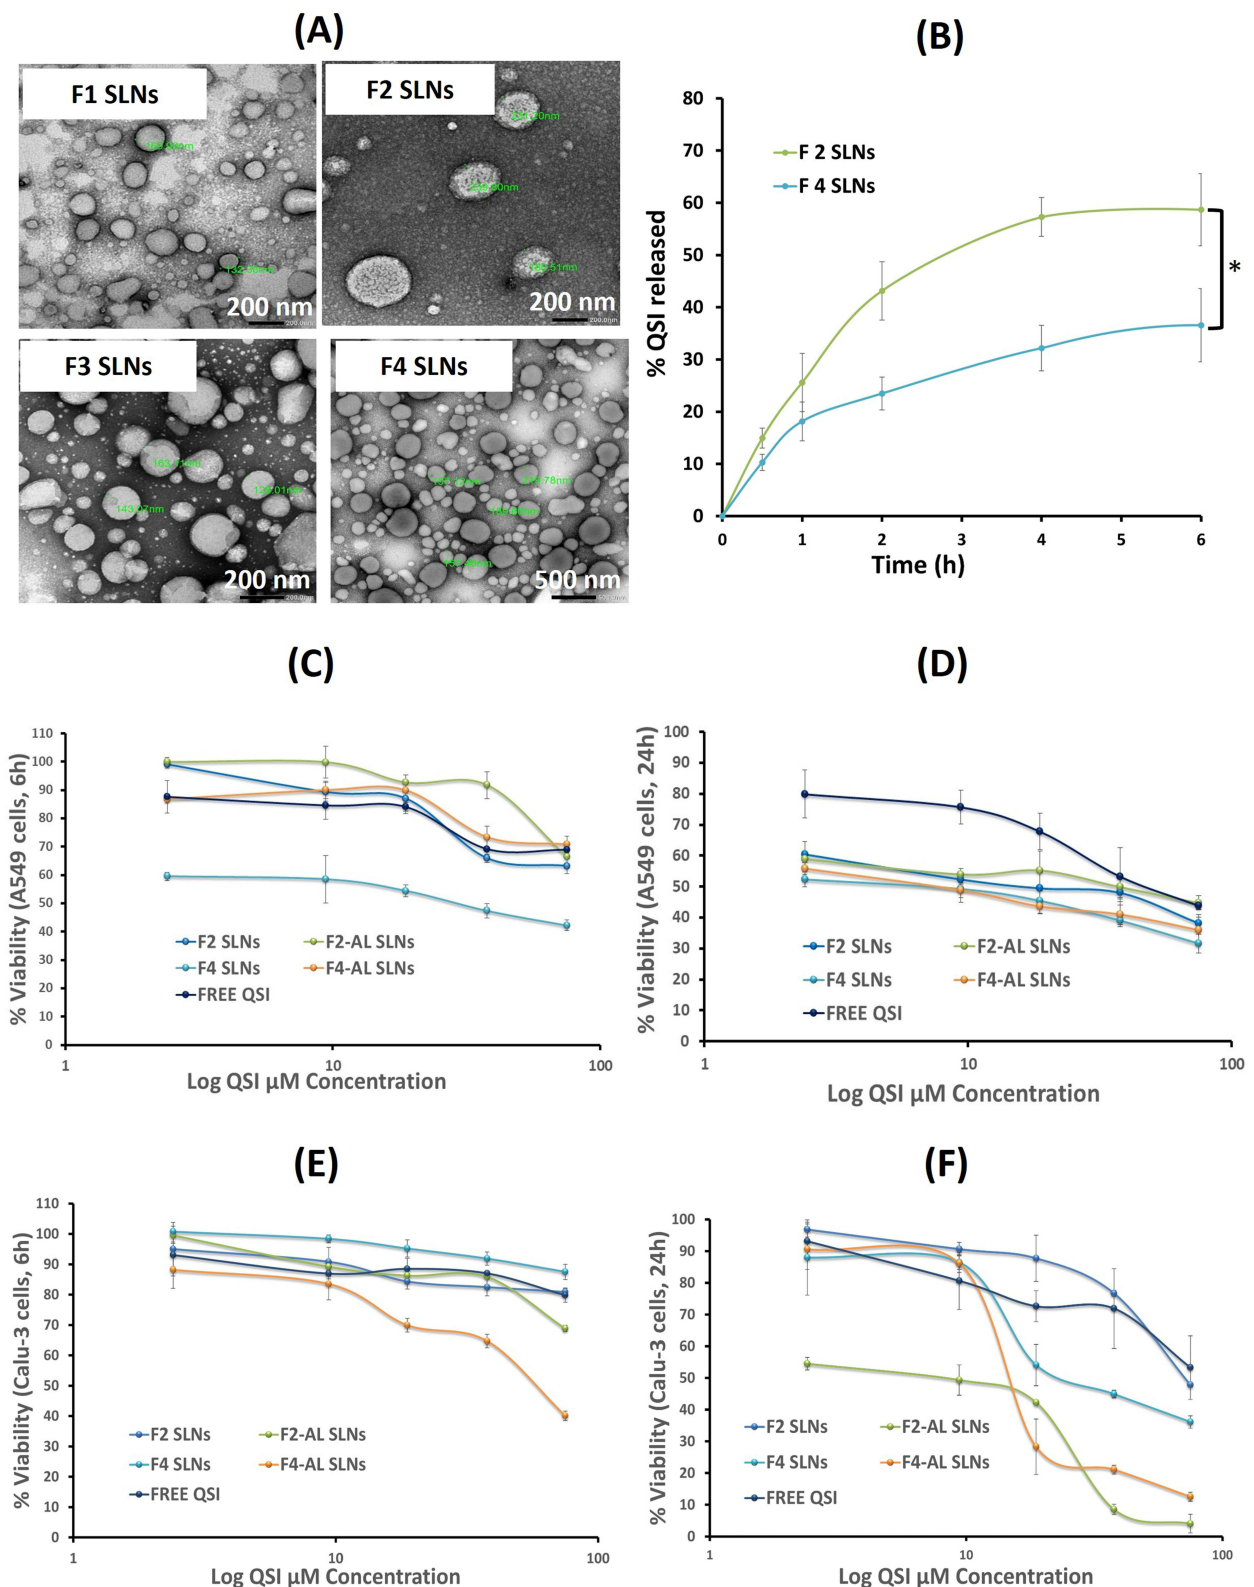 (A)
F1 SLNs
200 nm
F2 SLNs
200 nm
F3 SLNs
149.07nm
200 nm
F4 SLNs
500 nm
(B)
80
70
60
50
40
30
20
10
0
% QSI released
F 2 SLNs
F 4 SLNs
*
0 1 2 3 4 5 6
Time (h)
(C)
110
100
90
80
70
60
50
40
30
20
10
0
% Viability (A549 cells, 6h)
F2 SLNs F2-AL SLNs
F4 SLNs F4-AL SLNs
FREE QSI
1 10 100
Log QSI µM Concentration
(D)
100
90
80
70
60
50
40
30
20
10
0
% Viability (A549 cells, 24h)
F2 SLNs F2-AL SLNs
F4 SLNs F4-AL SLNs
FREE QSI
1 10 100
Log QSI µM Concentration
(E)
110
100
90
80
70
60
50
40
30
20
10
0
% Viability (Calu-3 cells, 6h)
F2 SLNs F2-AL SLNs
F4 SLNs F4-AL SLNs
FREE QSI
1 10 100
Log QSI µM Concentration
(F)
100
90
80
70
60
50
40
30
20
10
0
% Viability (Calu-3 cells, 24h)
F2 SLNs F2-AL SLNs
F4 SLNs F4-AL SLNs
FREE QSI
1 10 100
Log QSI µM Concentration